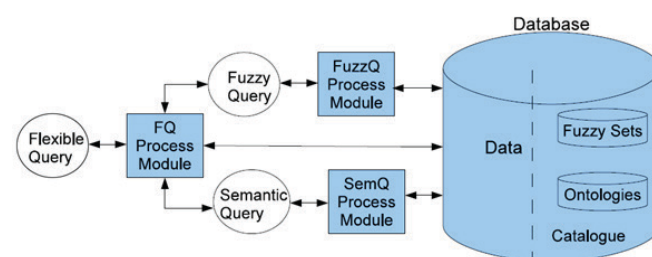 Database
Fuzzy
Query
FuzzQ
Process
Module
Flexible
Query
FQ
Process
Module
Data
Fuzzy Sets
Semantic
Query
SemQ
Process
Module
Ontologies
Catalogue